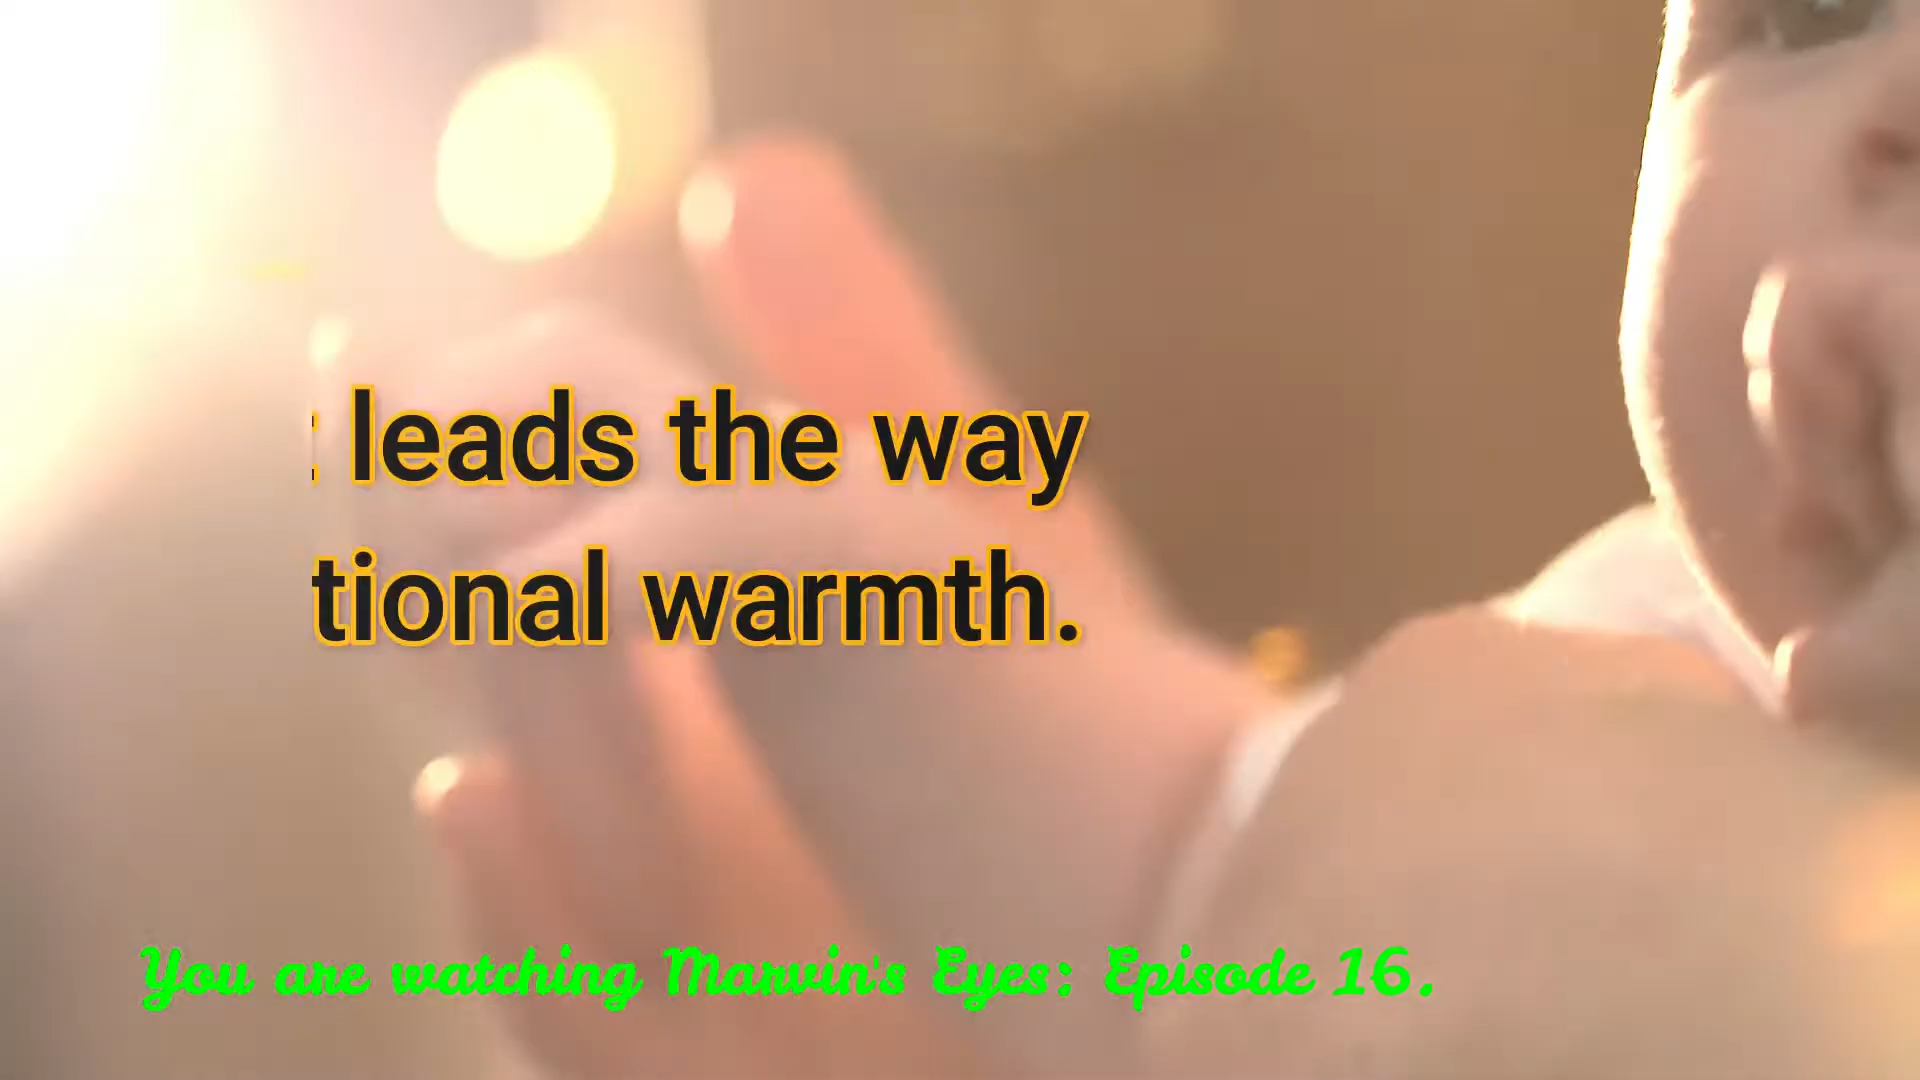 leads the way
tional warmth.
You are watching Marvin's Eyes: Episode 16.